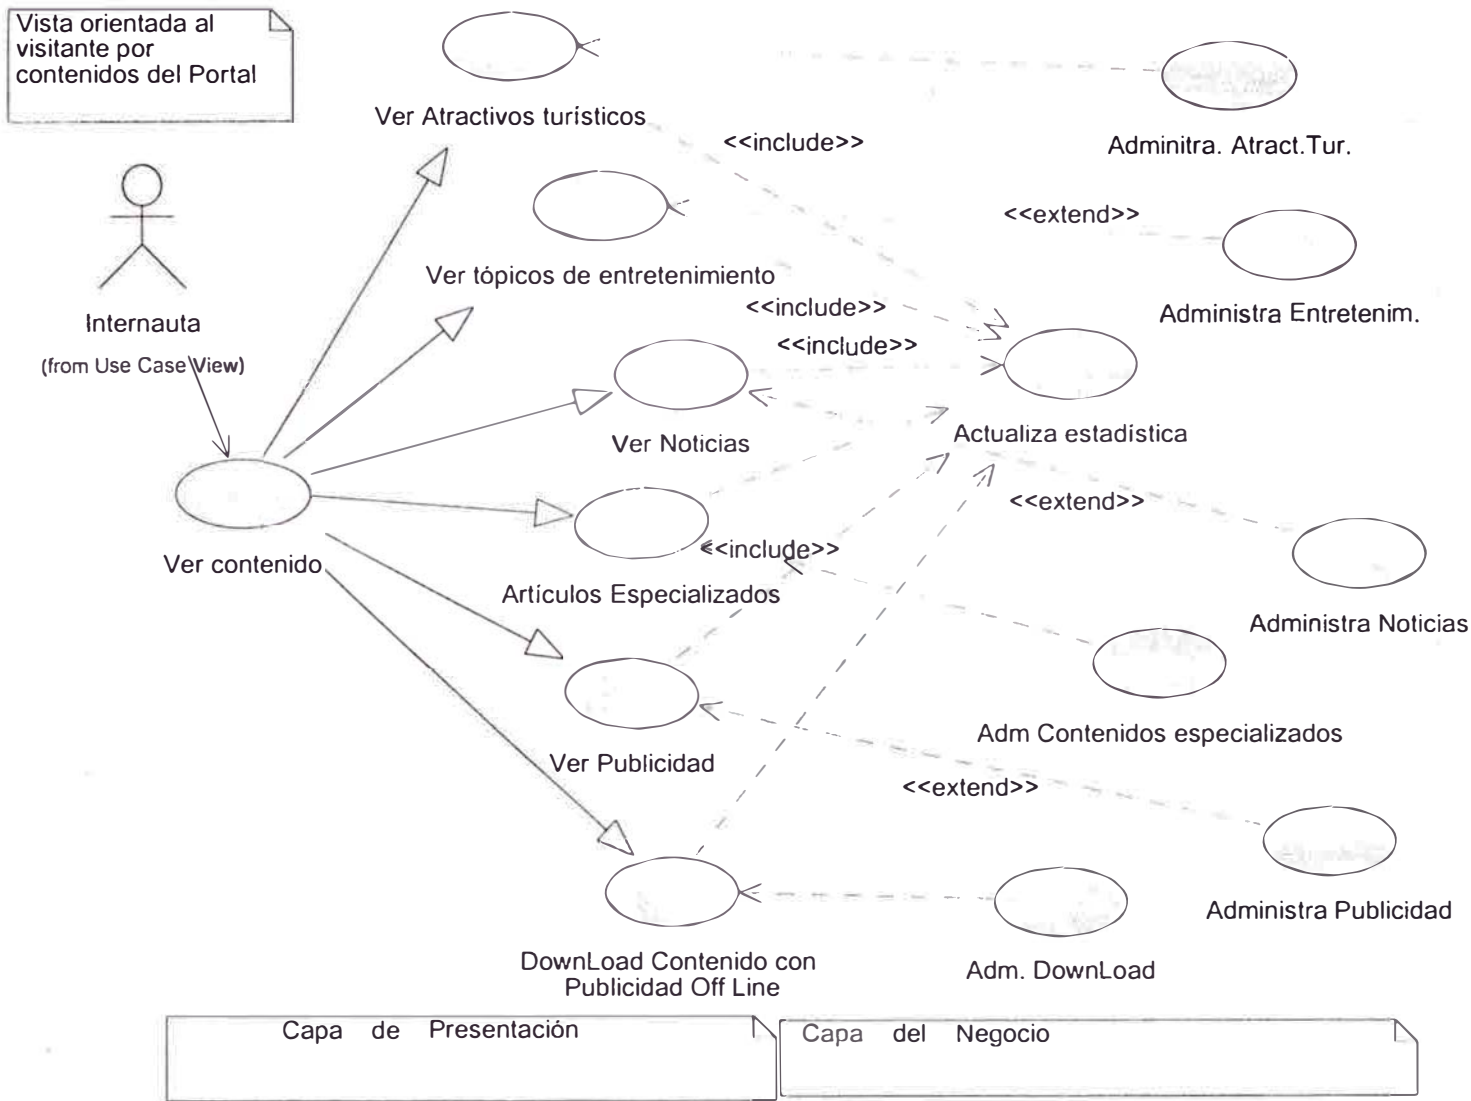 Vista orientada al
visitante por
contenidos del Portal
Ver Atractivos turísticos
<<include>>
Adminitra. Atract.Tur.
<<extend>>
Ver tópicos de entretenimiento
Internauta
(from Use Case View)
<<include>>
Administra Entretenim.
<<include>>
Ver Noticias
Actualiza estadística
<<extend>>
Ver contenido
<<include>>
Artículos Especializados
Administra Noticias
Adm Contenidos especializados
Ver Publicidad
<<extend>>
Administra Publicidad
DownLoad Contenido con
Publicidad Off Line
Adm. DownLoad
Capa de Presentación
Capa del Negocio